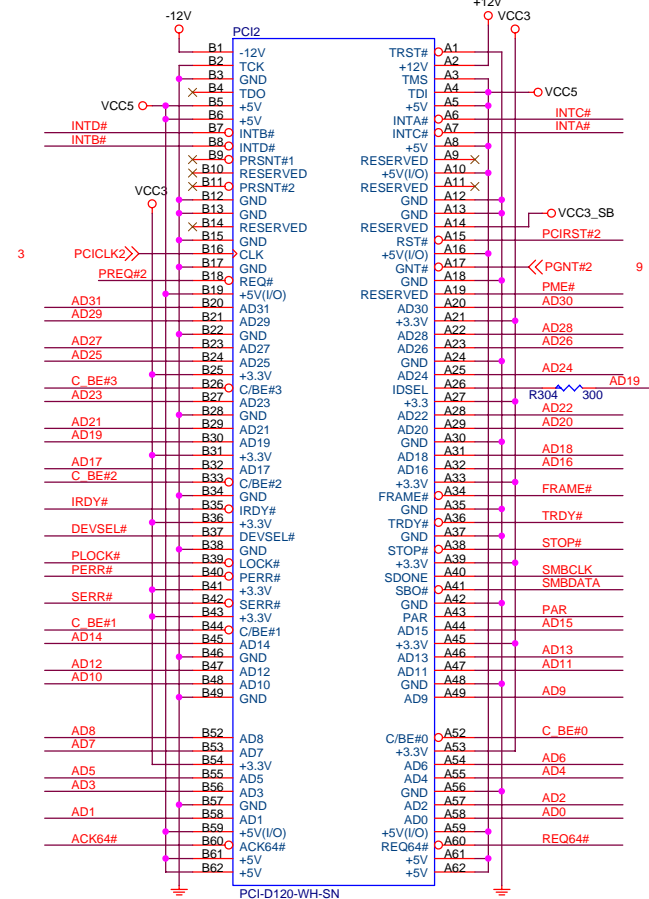 -12V +12V VCC3
PCI2
B1 -12V TRST# A1
B2 TCK +12V A2
B3 GND TMS A3
B4 TDO TDI A4 VCC5
VCC5 B5 +5V +5V A5
B6 +5V INTA# A6 INTC#
INTD# B7 INTB# INTC# A7 INTA#
INTB# B8 INTD# +5V A8
B9 PRSNT#1 RESERVED A9
B10 RESERVED +5V(I/O) A10
VCC3 B11 PRSNT#2 RESERVED A11
B12 GND GND A12
B13 GND GND A13
B14 RESERVED RESERVED A14 VCC3_SB
B15 GND RST# A15 PCIRST#2
3 PCICLK2 B16 CLK +5V(I/O) A16
B17 GND GNT# A17 PGNT#2 9
PREQ#2 B18 REQ# GND A18
B19 +5V(I/O) RESERVED A19 PME#
AD31 B20 AD31 AD30 A20 AD30
AD29 B21 AD29 +3.3V A21
B22 GND AD28 A22 AD28
AD27 B23 AD27 AD26 A23 AD26
AD25 B24 AD25 GND A24
B25 +3.3V AD24 A25 AD24
C_BE#3 B26 C/BE#3 IDSEL A26 R304 300 AD19
AD23 B27 AD23 +3.3 A27
B28 GND AD22 A28 AD22
AD21 B29 AD21 AD20 A29 AD20
AD19 B30 AD19 GND A30
B31 +3.3V AD18 A31 AD18
AD17 B32 AD17 AD16 A32 AD16
C_BE#2 B33 C/BE#2 +3.3V A33
B34 GND FRAME# A34 FRAME#
IRDY# B35 IRDY# GND A35
B36 +3.3V TRDY# A36 TRDY#
DEVSEL# B37 DEVSEL# GND A37
B38 GND STOP# A38 STOP#
PLOCK# B39 LOCK# +3.3V A39
PERR# B40 PERR# SDONE A40 SMBCLK
B41 +3.3V SBO# A41 SMBDATA
SERR# B42 SERR# GND A42
B43 +3.3V PAR A43 PAR
C_BE#1 B44 C/BE#1 AD15 A44 AD15
AD14 B45 AD14 +3.3V A45
B46 GND AD13 A46 AD13
AD12 B47 AD12 AD11 A47 AD11
AD10 B48 AD10 GND A48
B49 GND AD9 A49 AD9
AD8 B52 AD8 C/BE#0 A52 C_BE#0
AD7 B53 AD7 +3.3V A53
B54 +3.3V AD6 A54 AD6
AD5 B55 AD5 AD4 A55 AD4
AD3 B56 AD3 GND A56
B57 GND AD2 A57 AD2
AD1 B58 AD1 AD0 A58 AD0
B59 +5V(I/O) +5V(I/O) A59
ACK64# B60 ACK64# REQ64# A60 REQ64#
B61 +5V +5V A61
B62 +5V +5V A62
PCI-D120-WH-SN